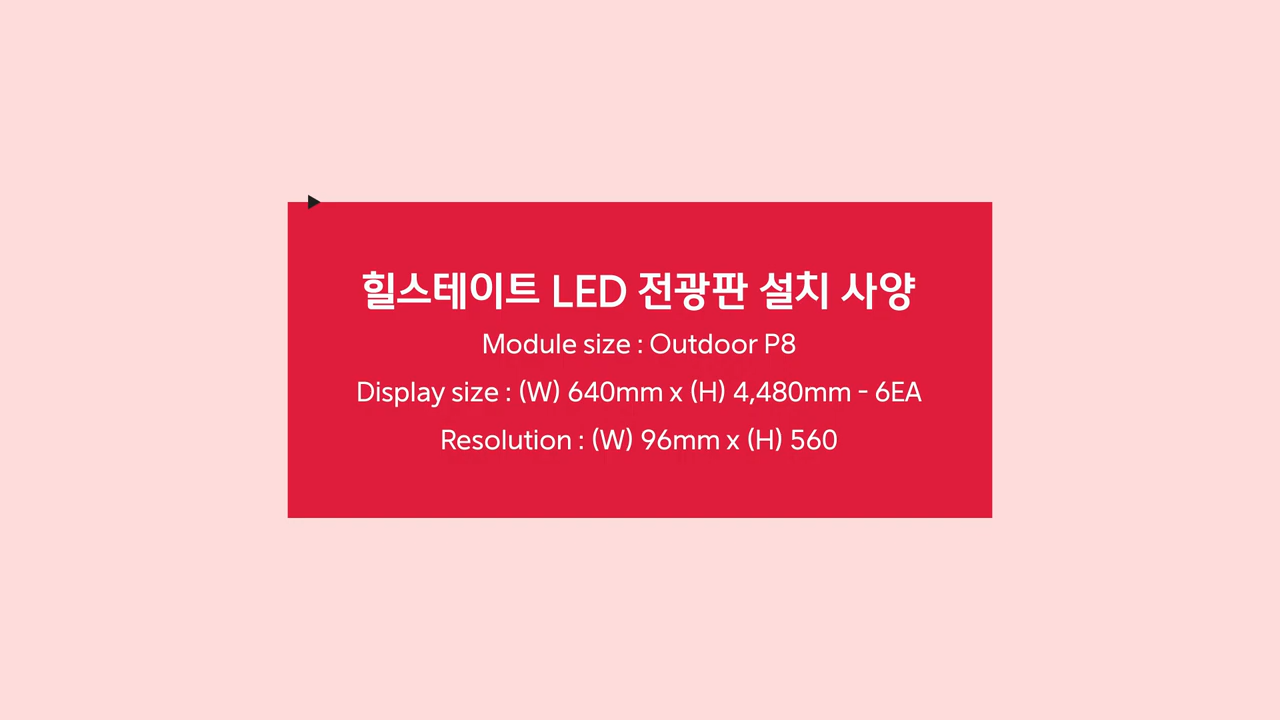 힐스테이트 LED 전광판 설치 사양
Module size : Outdoor P8
Display size : (W) 640mm x (H) 4,480mm - 6EA
Resolution : (W) 96mm x (H) 560